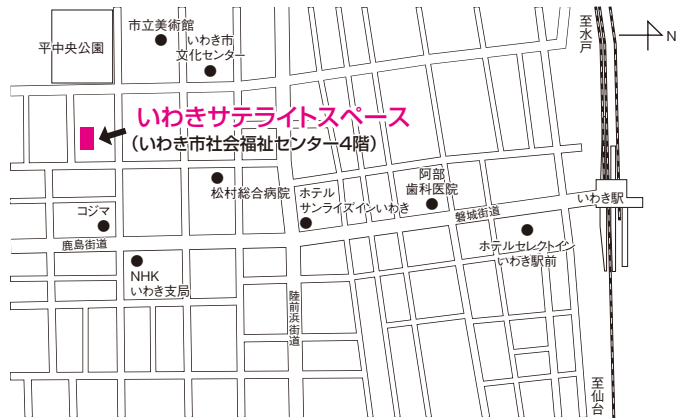 市立美術館
平中央公園
いわき市
文化センター
至水戸
N
いわきサテライトスペース
(いわき市社会福祉センター4階)
松村総合病院
ホテル
サンライズインいわき
阿部
歯科医院
いわき駅
コジマ
磐城街道
鹿島街道
ホテルセレクトイン
いわき駅前
NHK
いわき支局
陸前浜街道
至仙台